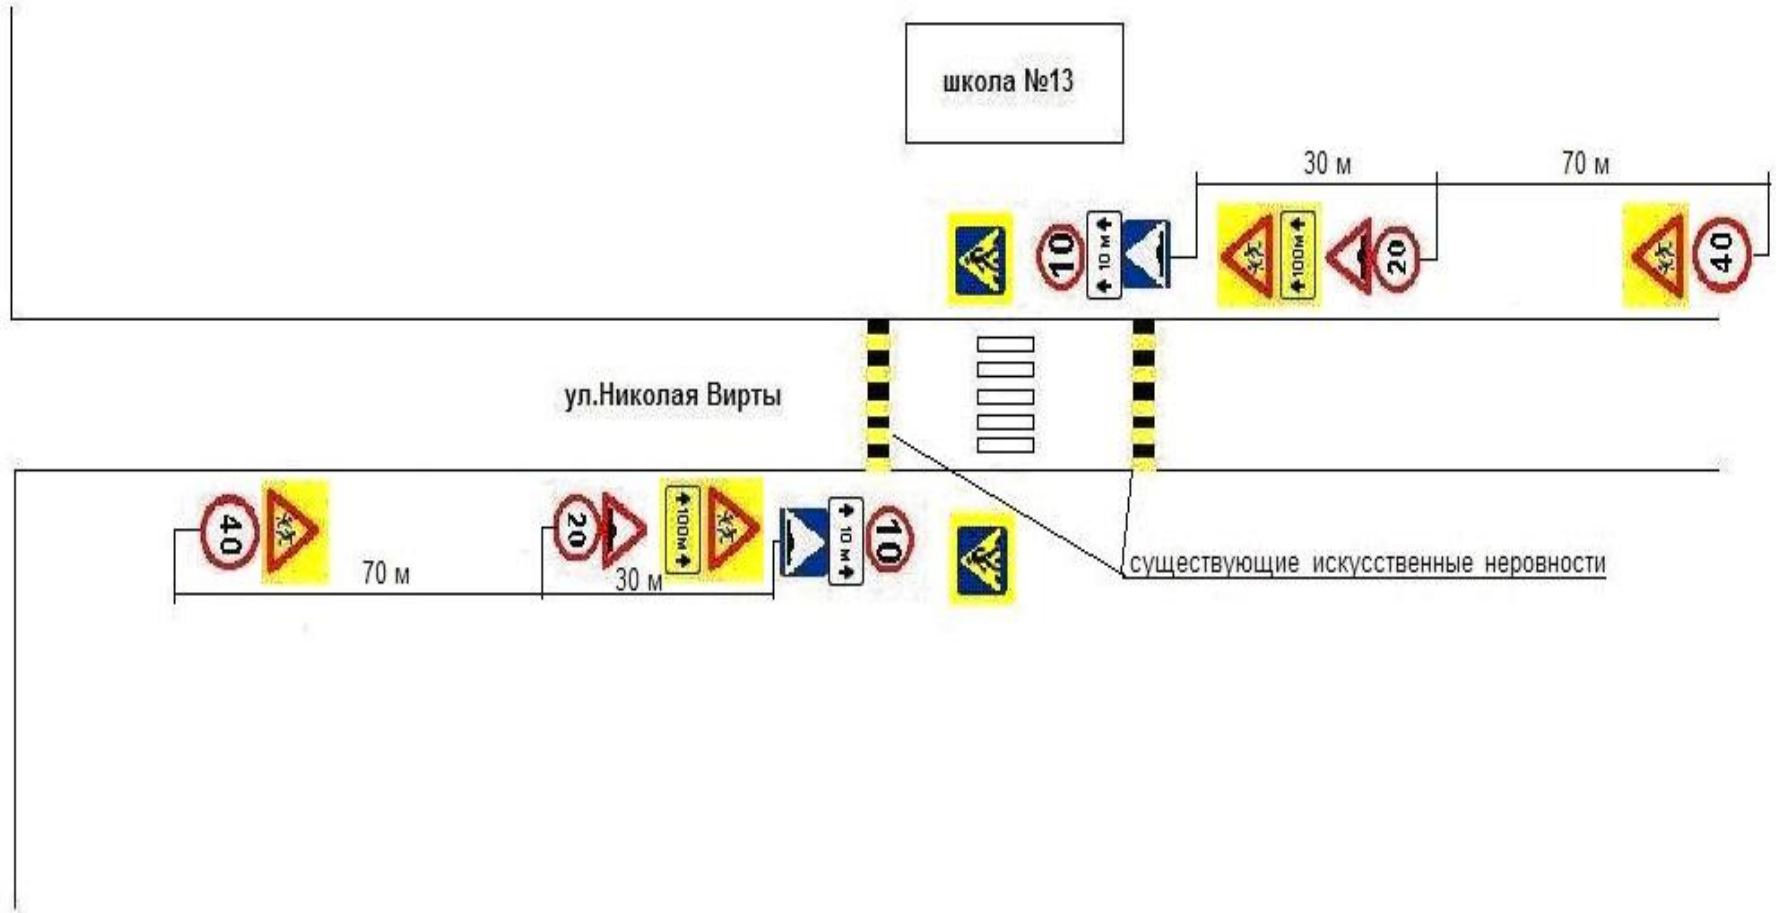 школа №13
30 м
70 м
10
10 м
100м
20
40
ул.Николая Вирты
40
20
100м
10 м
10
70 м
30 м
существующие искусственные неровности